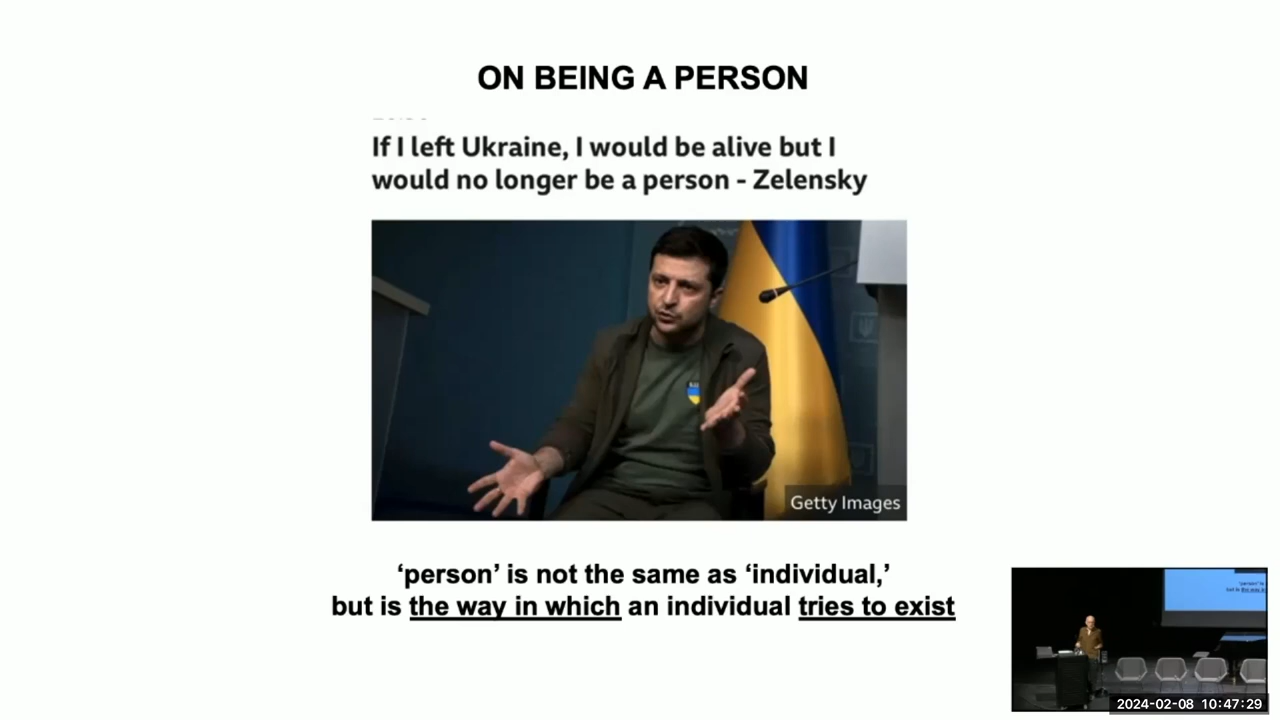 ON BEING A PERSON
If I left Ukraine, I would be alive but I
would no longer be a person - Zelensky
Getty Images
‘person’ is not the same as ‘individual,’
but is the way in which an individual tries to exist
2024-02-08 10:47:29